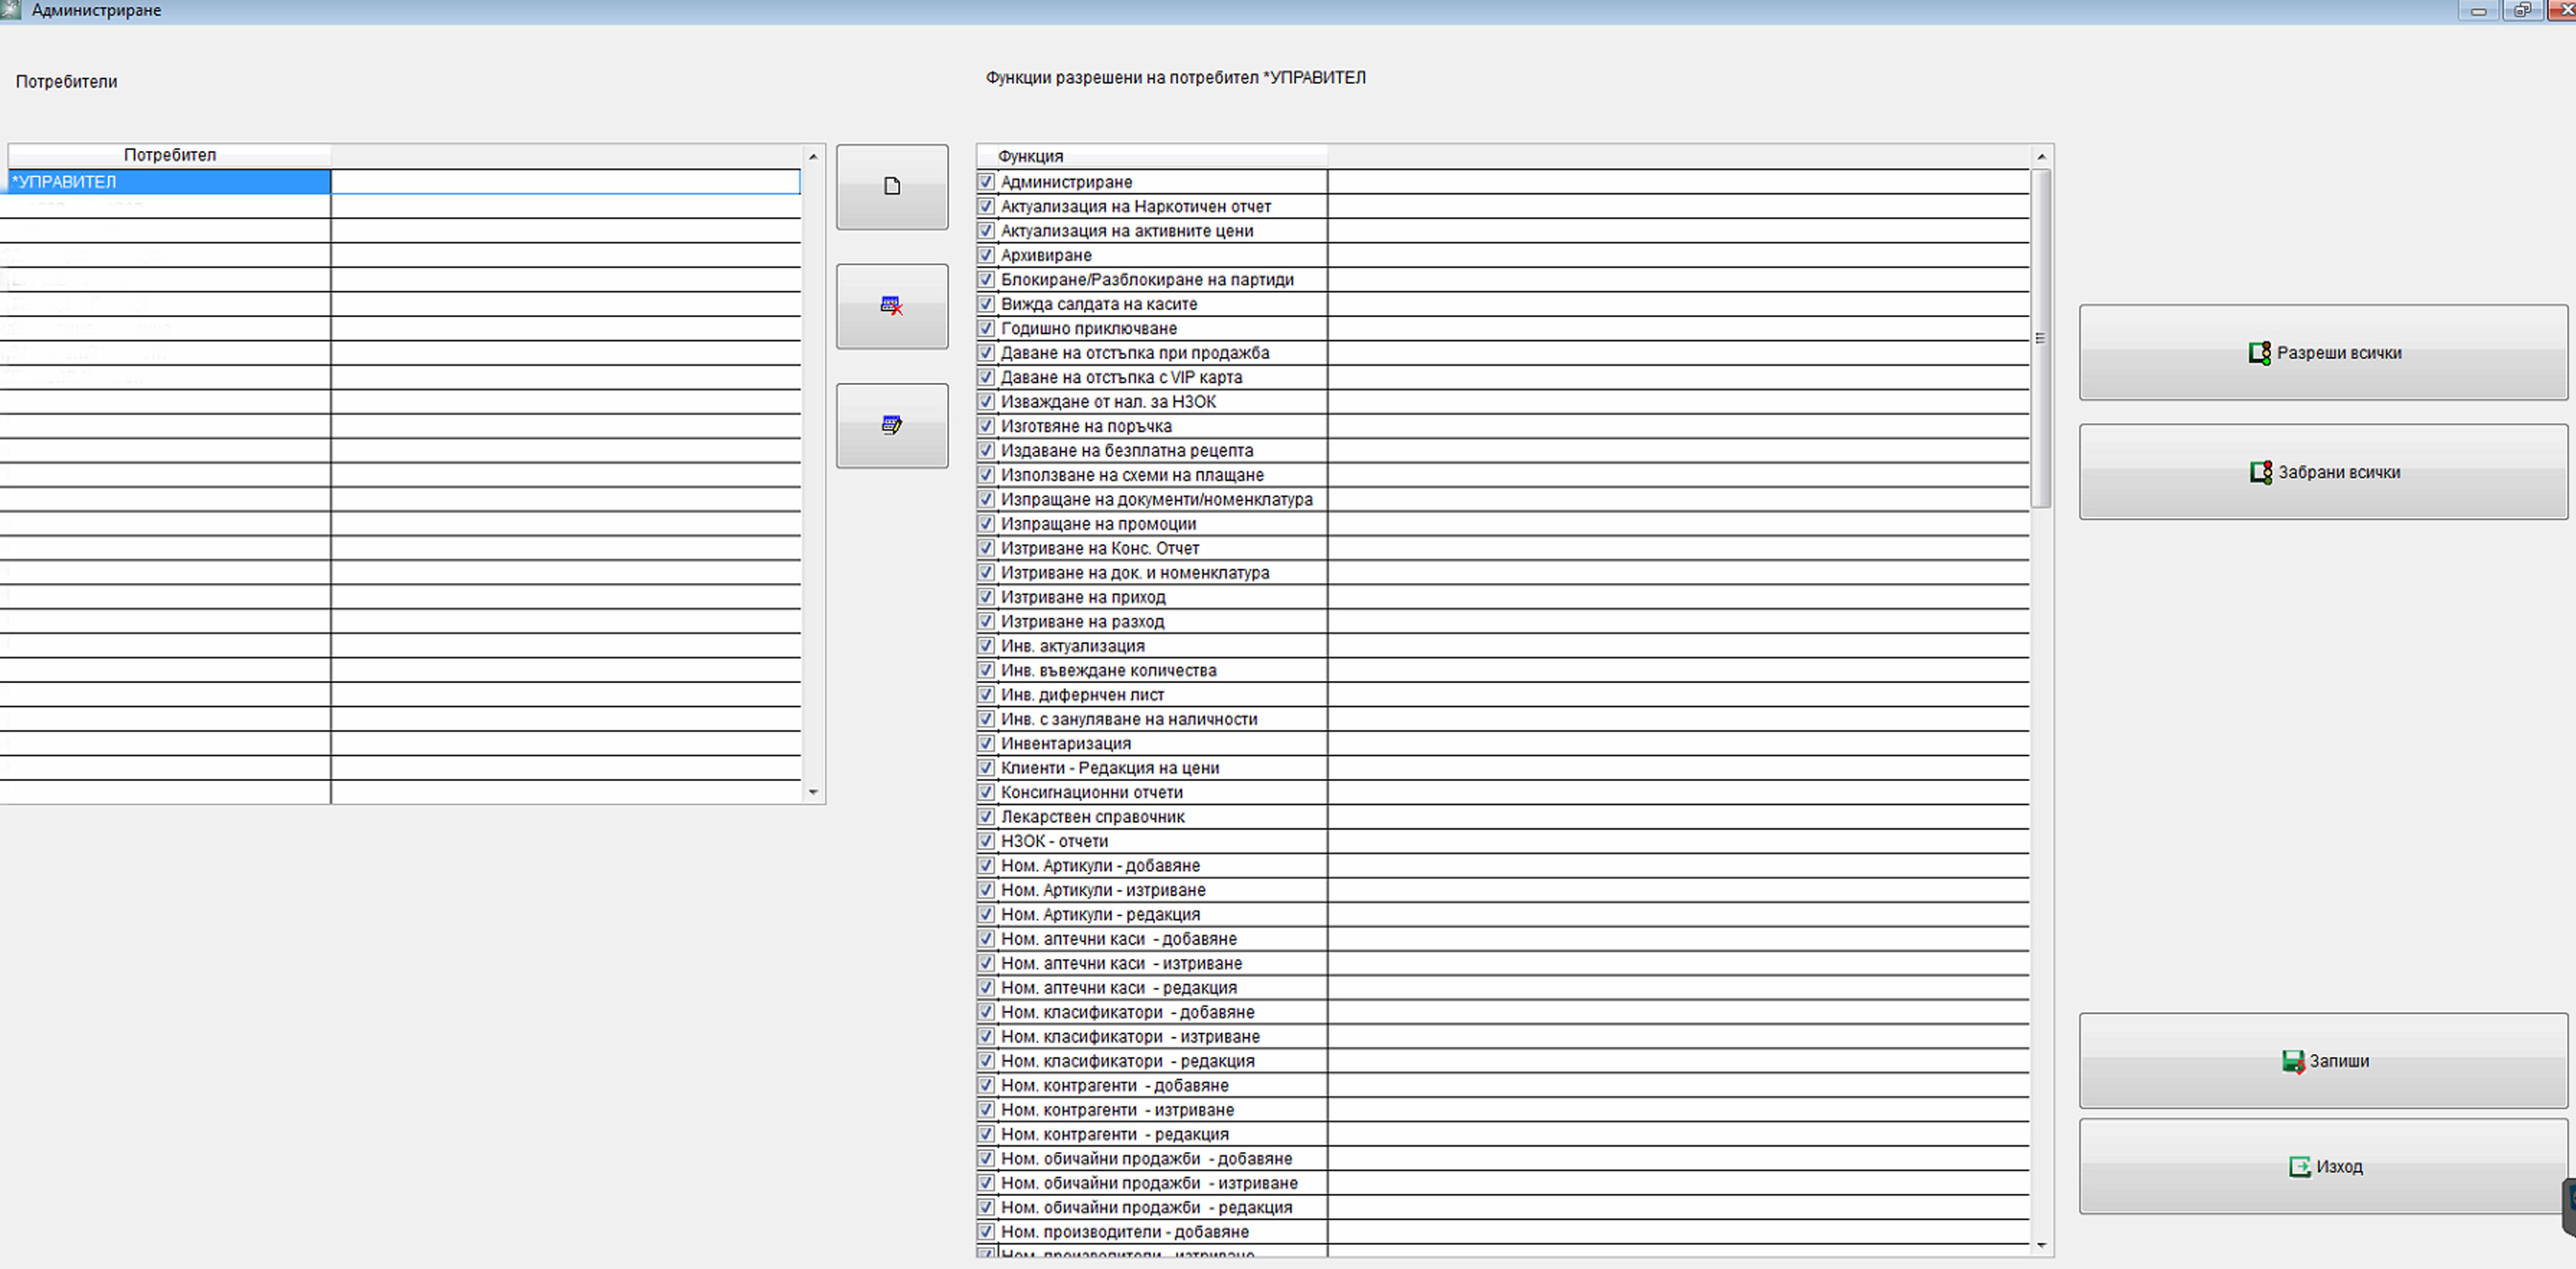 Администриране
Потребители
Функции разрешени на потребител *УПРАВИТЕЛ
Потребител
*УПРАВИТЕЛ
Функция
Администриране
Актуализация на Наркотичен отчет
Актуализация на активните цени
Архивиране
Блокиране/Разблокиране на партиди
Вижда салдата на касите
Годишно приключване
Даване на отстъпка при продажба
Даване на отстъпка с VIP карта
Изваждане от нал. за НЗОК
Изготвяне на поръчка
Издаване на безплатна рецепта
Използване на схеми на плащане
Изпращане на документи/номенклатура
Изпращане на промоции
Изтриване на Конс. Отчет
Изтриване на док. и номенклатура
Изтриване на приход
Изтриване на разход
Инв. актуализация
Инв. въвеждане количества
Инв. диферНчен лист
Инв. с зануляване на наличности
Инвентаризация
Клиенти - Редакция на цени
Консигнационни отчети
Лекарствен справочник
НЗОК - отчети
Ном. Артикули - добавяне
Ном. Артикули - изтриване
Ном. Артикули - редакция
Ном. аптечни каси - добавяне
Ном. аптечни каси - изтриване
Ном. аптечни каси - редакция
Ном. класификатори - добавяне
Ном. класификатори - изтриване
Ном. класификатори - редакция
Ном. контрагенти - добавяне
Ном. контрагенти - изтриване
Ном. контрагенти - редакция
Ном. обичайни продажби - добавяне
Ном. обичайни продажби - изтриване
Ном. обичайни продажби - редакция
Ном. производители - добавяне
Ном. производители - изтриване
Разреши всички
Забрани всички
Запиши
Изход